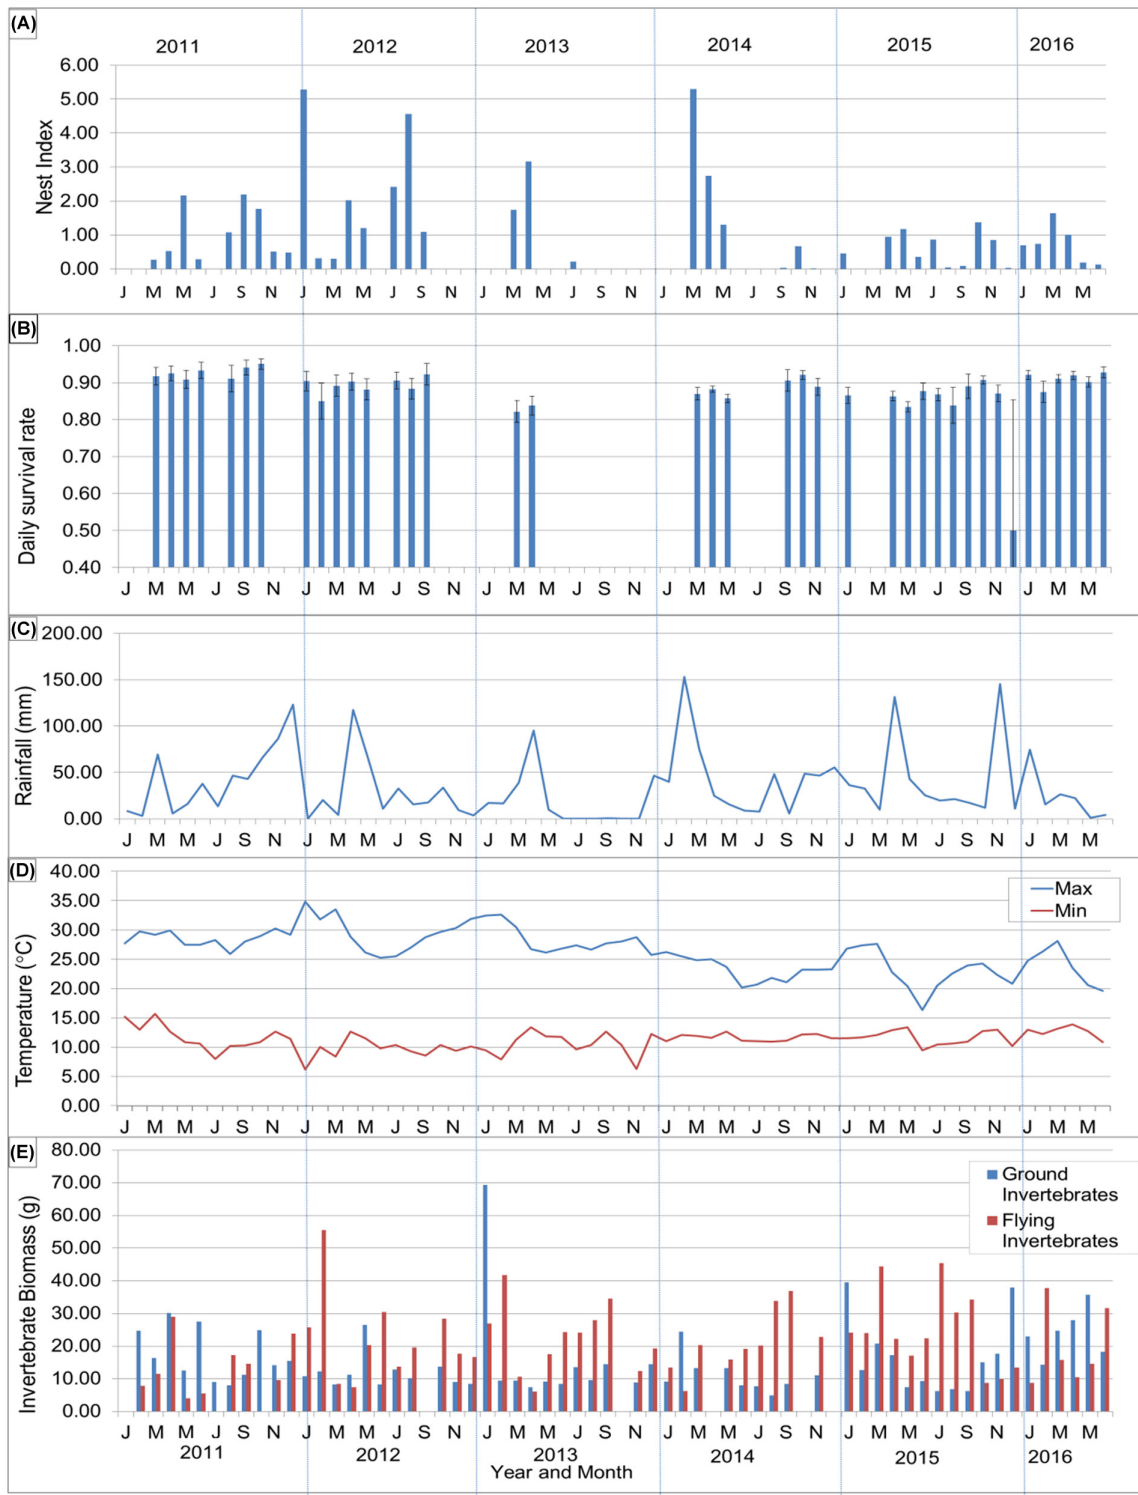 (A)
2011 2012 2013 2014 2015 2016
Nest Index
6.00
5.00
4.00
3.00
2.00
1.00
0.00
J M M J S N J M M J S N J M M J S N J M M J S N J M M J S N J M M
(B)
Daily survival rate
1.00
0.90
0.80
0.70
0.60
0.50
0.40
J M M J S N J M M J S N J M M J S N J M M J S N J M M J S N J M M
(C)
Rainfall (mm)
200.00
150.00
100.00
50.00
0.00
J M M J S N J M M J S N J M M J S N J M M J S N J M M J S N J M M
(D)
Temperature (°C)
40.00
35.00
30.00
25.00
20.00
15.00
10.00
5.00
0.00
Max
Min
J M M J S N J M M J S N J M M J S N J M M J S N J M M J S N J M M
(E)
Invertebrate Biomass (g)
80.00
70.00
60.00
50.00
40.00
30.00
20.00
10.00
0.00
Ground
Invertebrates
Flying
Invertebrates
J M M J S N J M M J S N J M M J S N J M M J S N J M M J S N J M M
2011 2012 2013 2014 2015 2016
Year and Month